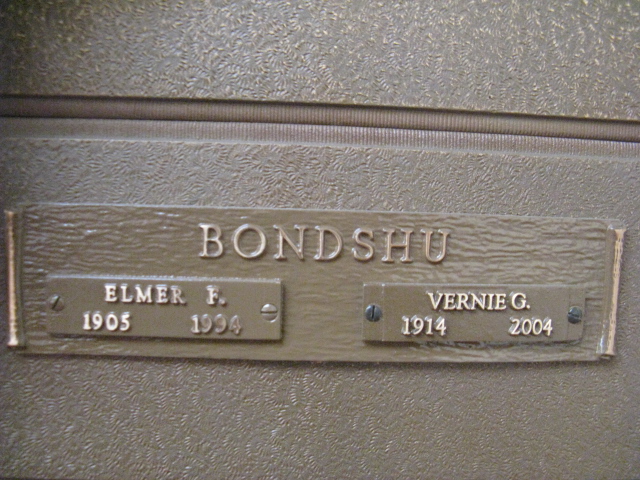 BONDSHU
ELMER F.
1905 1994
VERNIE G.
1914 2004